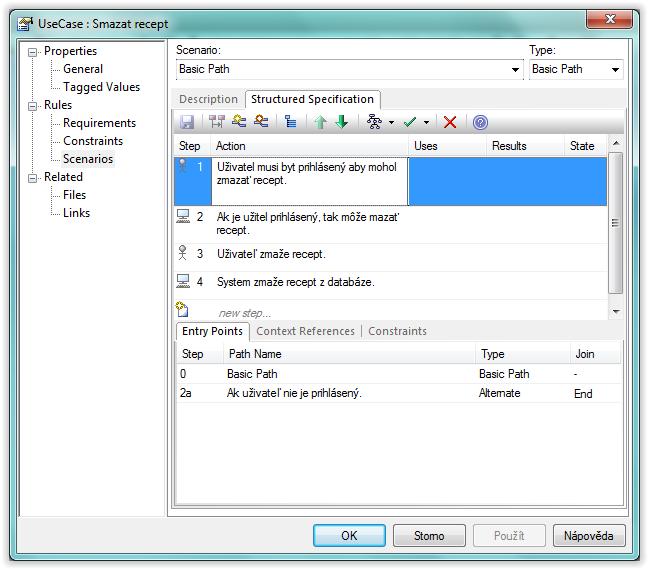 UseCase : Smazat recept
Properties
General
Tagged Values
Rules
Requirements
Constraints
Scenarios
Related
Files
Links
Scenario: Type:
Basic Path Basic Path
Description Structured Specification
Step Action Uses Results State
1 Uživatel musi byt prihlásený aby mohol
zmazať recept.
2 Ak je užitel prihlásený, tak môže mazať
recept.
3 Uživateľ zmaže recept.
4 System zmaže recept z databáze.
new step...
Entry Points Context References Constraints
Step Path Name Type Join
0 Basic Path Basic Path -
2a Ak uživateľ nie je prihlásený. Alternate End
OK Storno Použít Nápověda